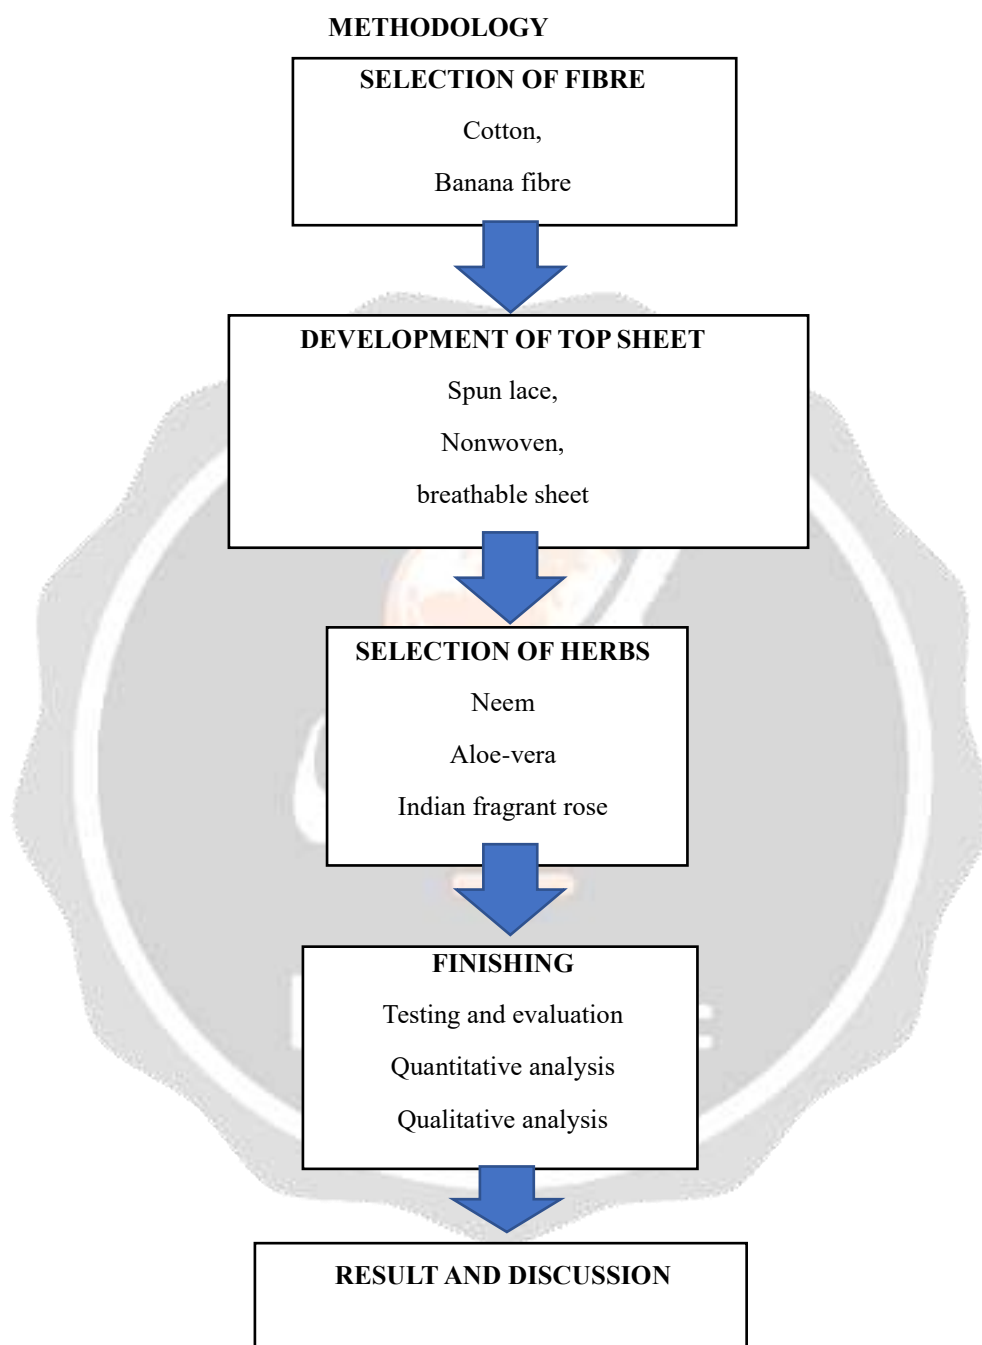 METHODOLOGY
SELECTION OF FIBRE
Cotton,
Banana fibre
DEVELOPMENT OF TOP SHEET
Spun lace,
Nonwoven,
breathable sheet
SELECTION OF HERBS
Neem
Aloe-vera
Indian fragrant rose
FINISHING
Testing and evaluation
Quantitative analysis
Qualitative analysis
RESULT AND DISCUSSION